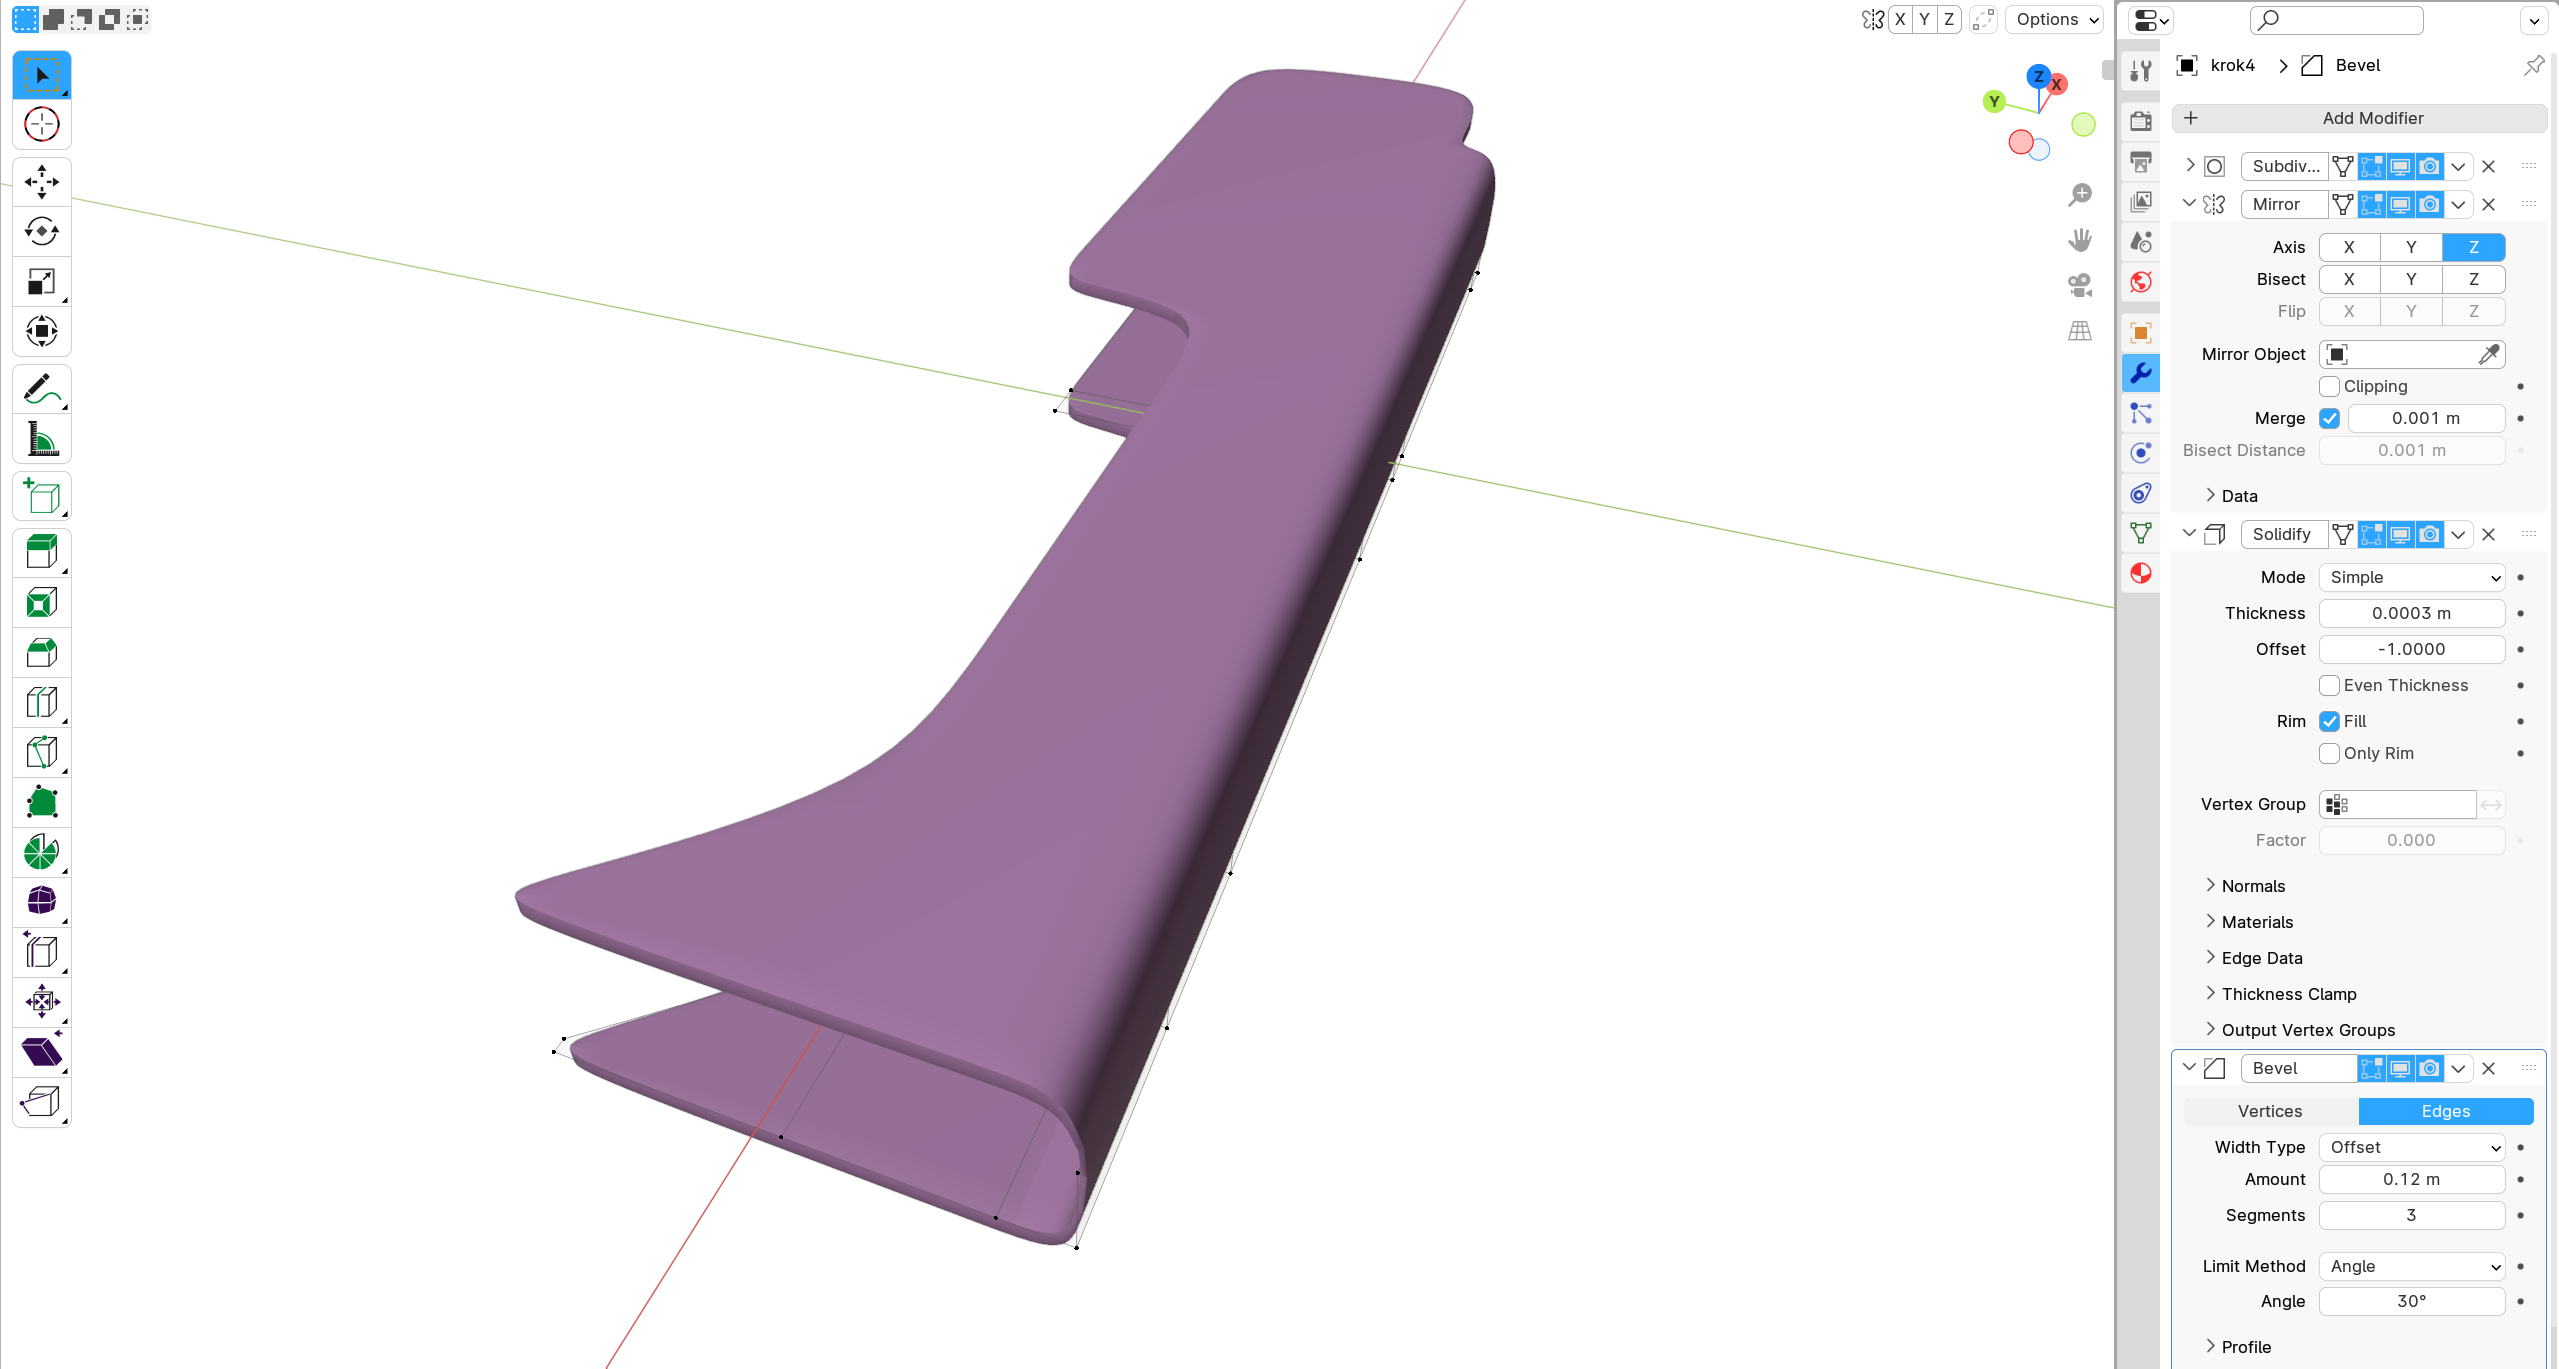 X Y Z Options
Z
X
Y
krok4 > Bevel
Add Modifier
Subdiv...
Mirror
Axis X Y Z
Bisect X Y Z
Flip X Y Z
Mirror Object
Clipping
Merge 0.001 m
Bisect Distance 0.001 m
Data
Solidify
Mode Simple
Thickness 0.0003 m
Offset -1.0000
Even Thickness
Rim Fill
Only Rim
Vertex Group
Factor 0.000
Normals
Materials
Edge Data
Thickness Clamp
Output Vertex Groups
Bevel
Vertices Edges
Width Type Offset
Amount 0.12 m
Segments 3
Limit Method Angle
Angle 30°
Profile